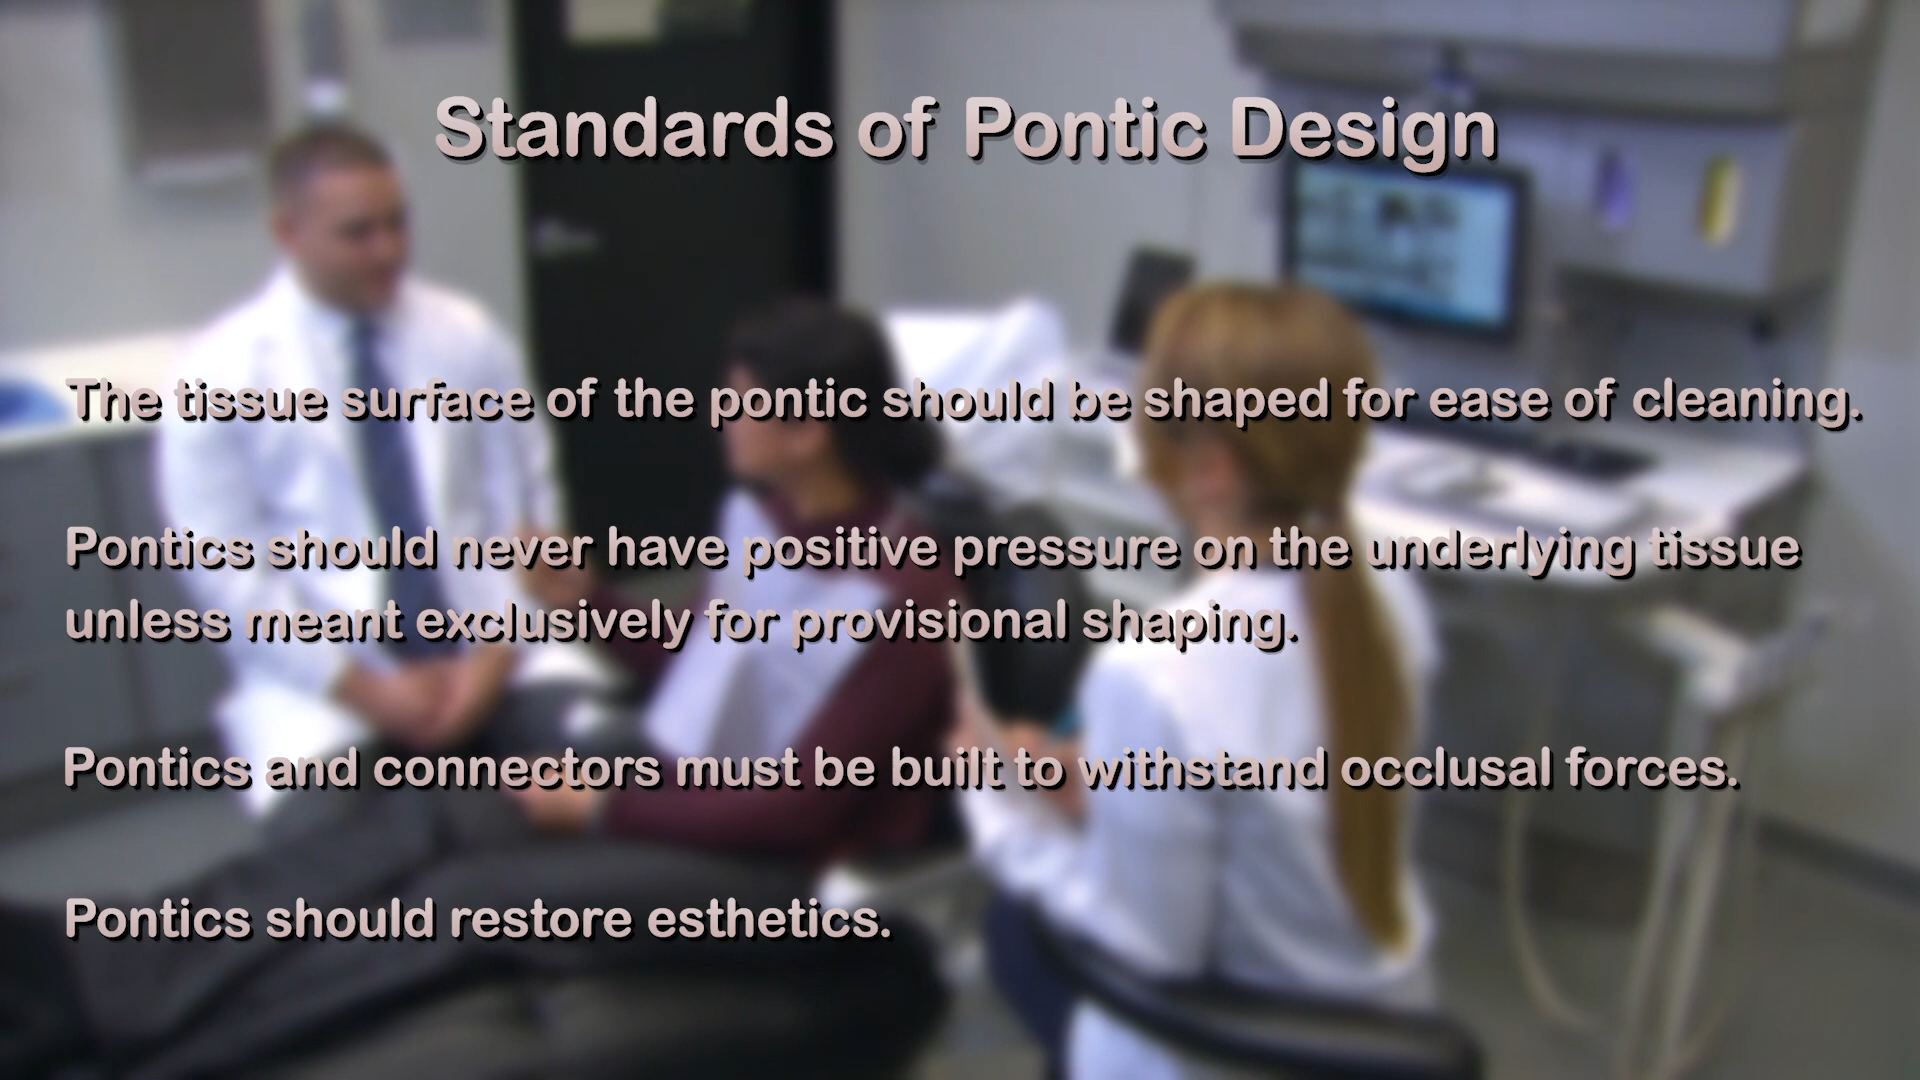 Standards of Pontic Design
The tissue surface of the pontic should be shaped for ease of cleaning.
Pontics should never have positive pressure on the underlying tissue
unless meant exclusively for provisional shaping.
Pontics and connectors must be built to withstand occlusal forces.
Pontics should restore esthetics.